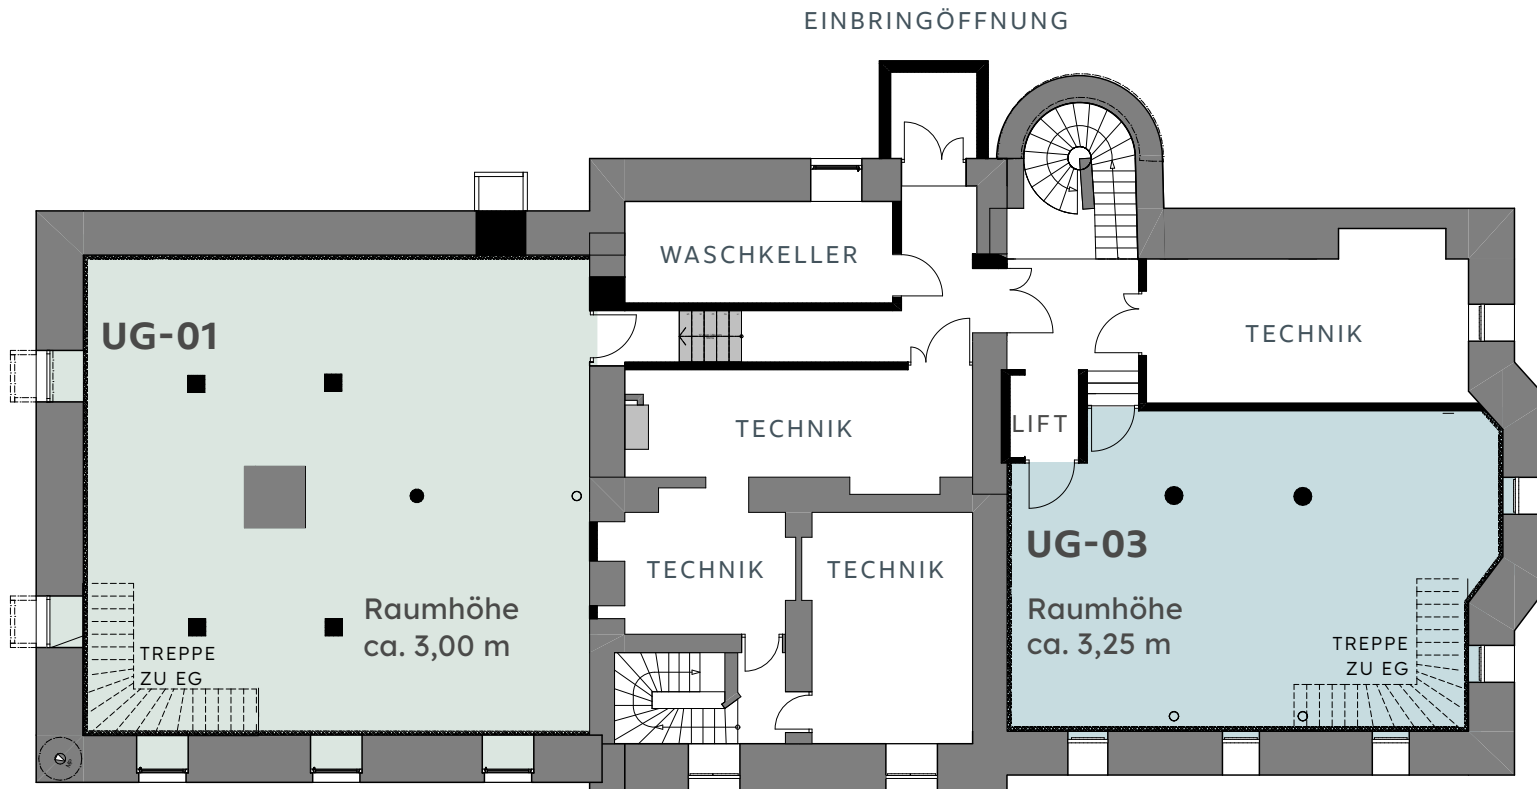 EINBRINGÖFFNUNG
WASCHKELLER
UG-01
TECHNIK
TECHNIK
LIFT
UG-03
TECHNIK
TECHNIK
Raumhöhe
ca. 3,00 m
Raumhöhe
ca. 3,25 m
TREPPE
ZU EG
TREPPE
ZU EG